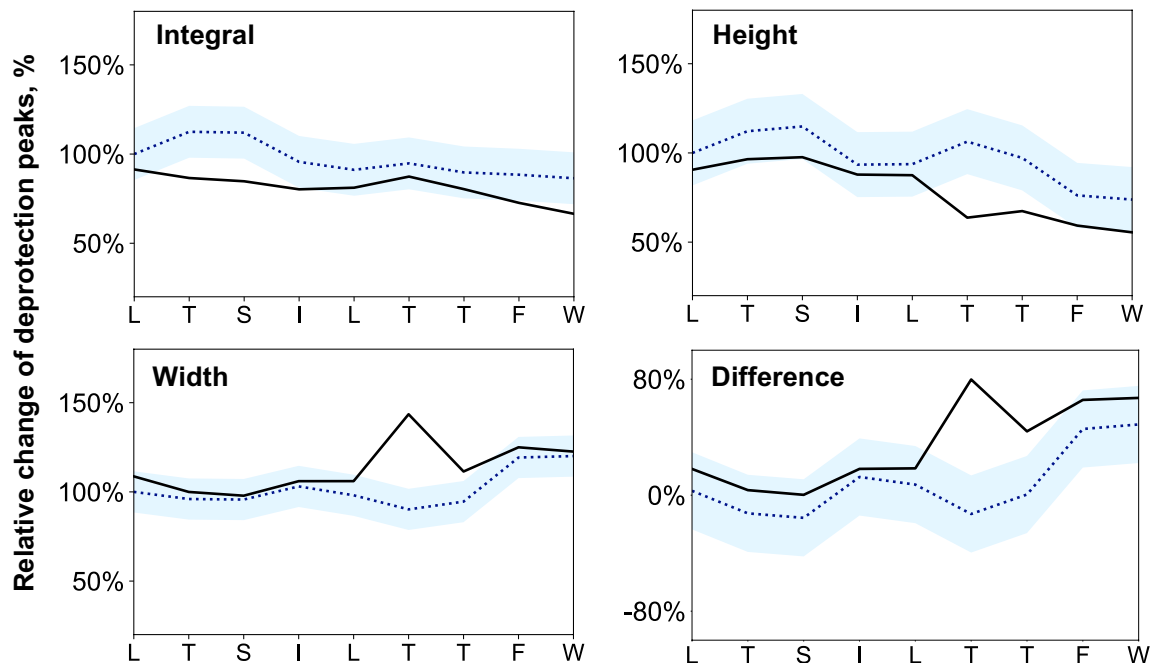 Relative change of deprotection peaks, %
Integral
150%
100%
50%
L T S I L T T F W
Height
150%
100%
50%
L T S I L T T F W
Width
150%
100%
50%
L T S I L T T F W
Difference
80%
0%
-80%
L T S I L T T F W